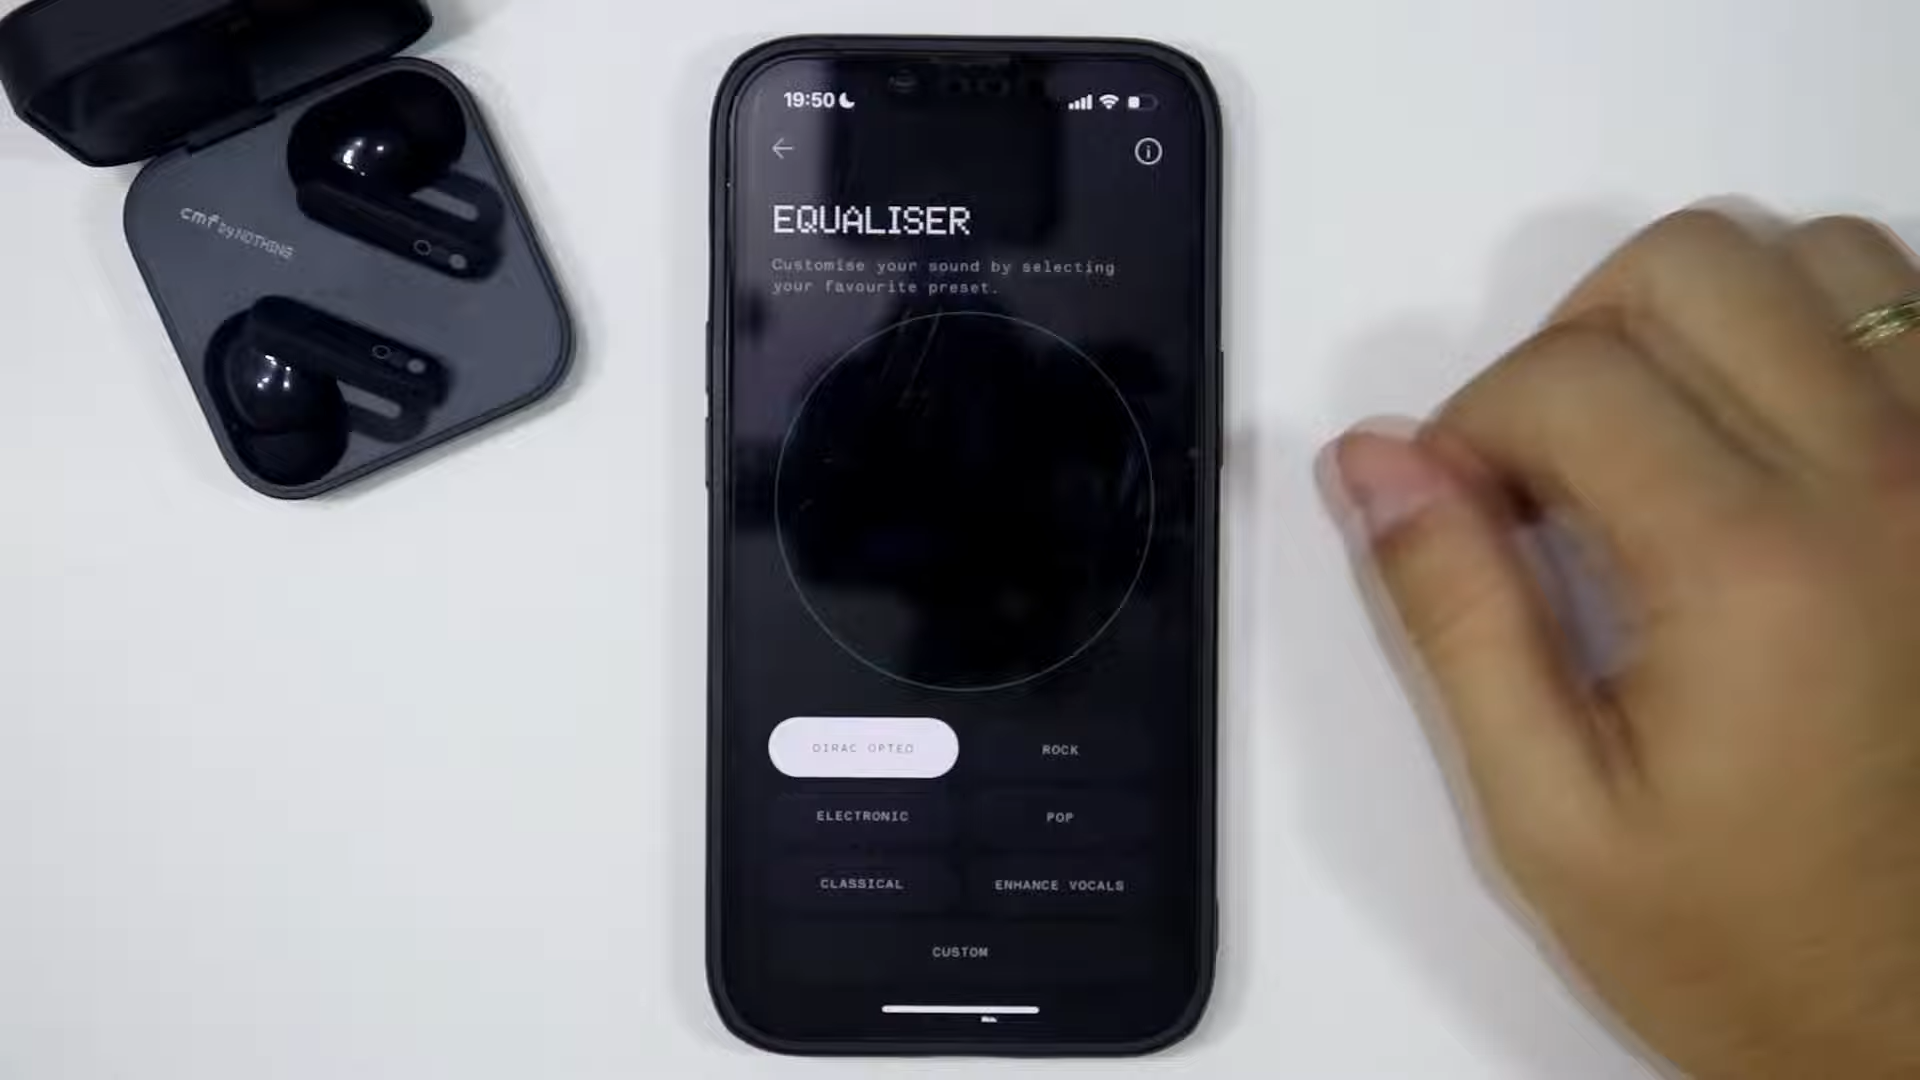 cmf by NOTHING
19:50
EQUALISER
Customise your sound by selecting
your favourite preset.
DIRAC OPTEO
ROCK
ELECTRONIC
POP
CLASSICAL
ENHANCE VOCALS
CUSTOM